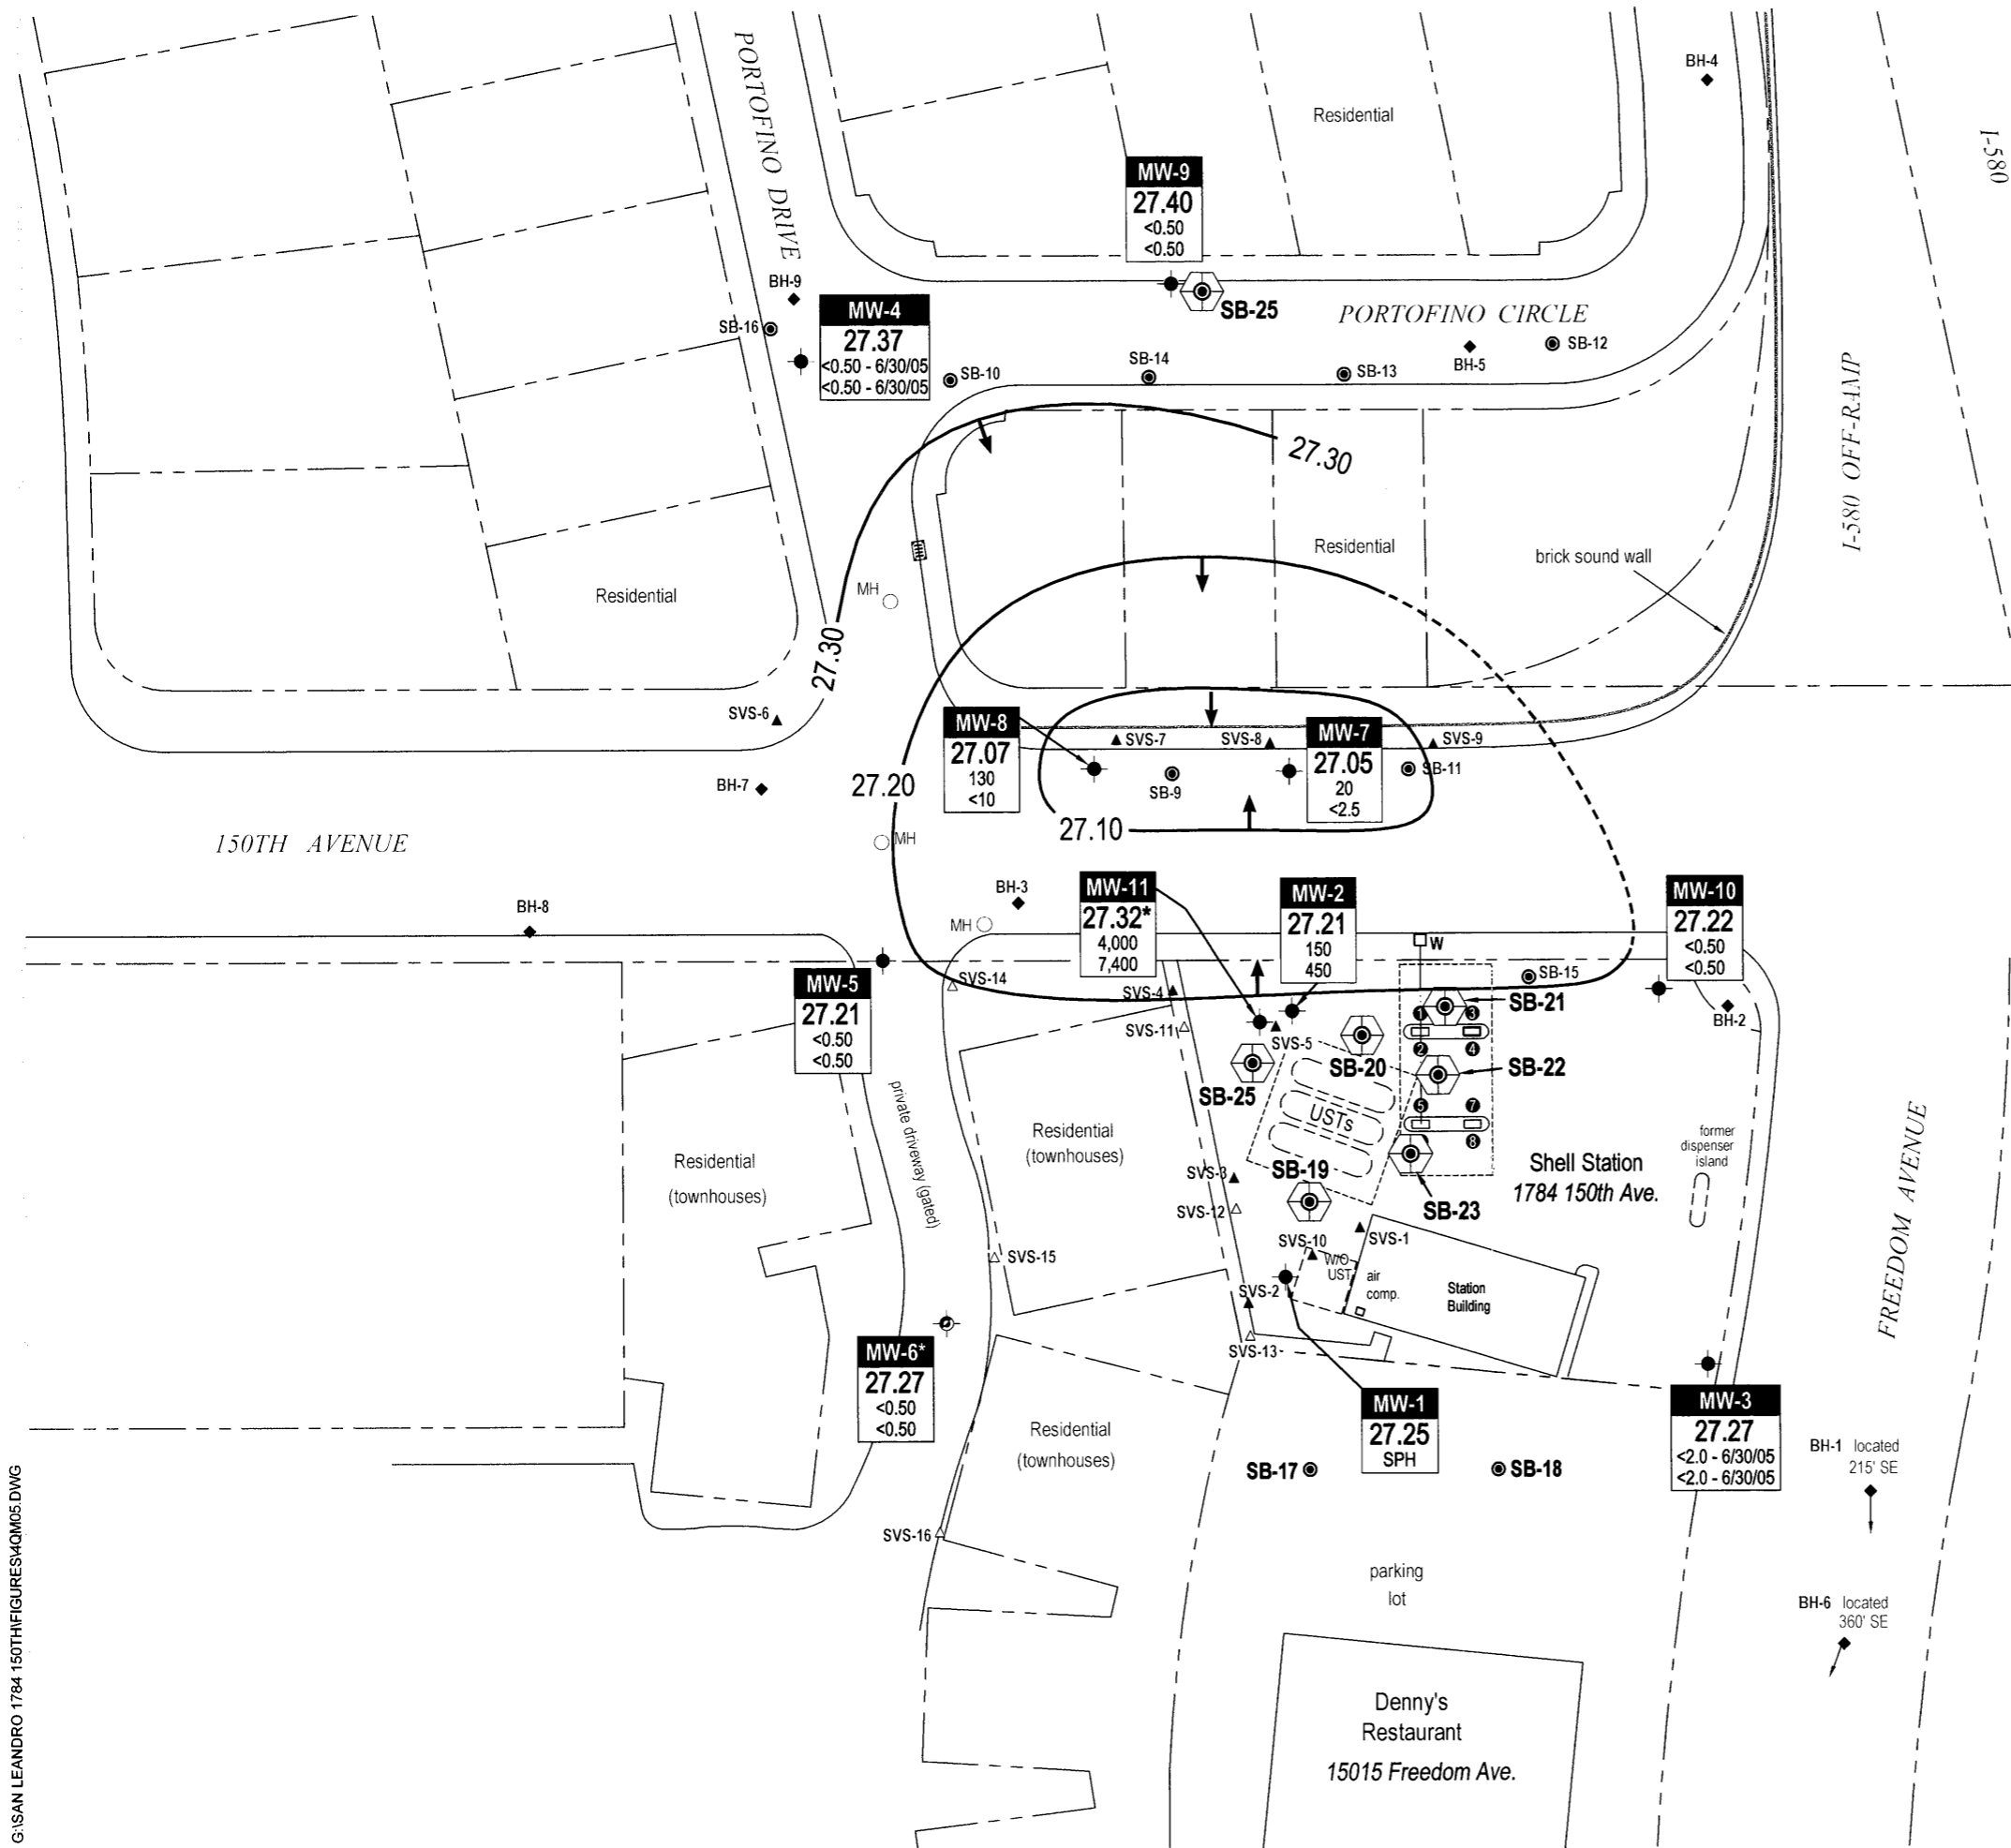 PORTOFINO DRIVE
BH-4
Residential
I-580
MW-9
27.40
<0.50
<0.50
BH-9
SB-25
SB-16
MW-4
27.37
<0.50 - 6/30/05
<0.50 - 6/30/05
PORTOFINO CIRCLE
SB-10
SB-14
SB-13
BH-5
SB-12
I-580 OFF-RAMP
27.30
Residential
brick sound wall
Residential
MH
27.30
SVS-6
MW-8
27.07
130
<10
SVS-7
SVS-8
MW-7
27.05
20
<2.5
SVS-9
SB-9
SB-11
BH-7
27.20
27.10
150TH AVENUE
MH
BH-8
BH-3
MH
MW-11
27.32*
4,000
7,400
MW-2
27.21
150
450
W
MW-10
27.22
<0.50
<0.50
MW-5
27.21
<0.50
<0.50
SVS-14
SVS-4
SB-15
SB-21
BH-2
SVS-11
SVS-5
1
3
2
4
SB-20
SB-22
SB-25
USTs
5
7
8
private driveway (gated)
Residential
(townhouses)
Residential
(townhouses)
former
dispenser
island
Shell Station
1784 150th Ave.
FREEDOM AVENUE
SVS-3
SB-19
SVS-12
SB-23
SVS-10
SVS-1
SVS-15
W/O
UST
air
comp.
SVS-2
Station
Building
SVS-13
MW-6*
27.27
<0.50
<0.50
MW-1
27.25
SPH
MW-3
27.27
<2.0 - 6/30/05
<2.0 - 6/30/05
Residential
(townhouses)
SB-17
SB-18
BH-1 located
215' SE
SVS-16
parking
lot
BH-6 located
360' SE
Denny's
Restaurant
15015 Freedom Ave.
G:\SAN LEANDRO 1784 150TH\FIGURES\4QM05.DWG